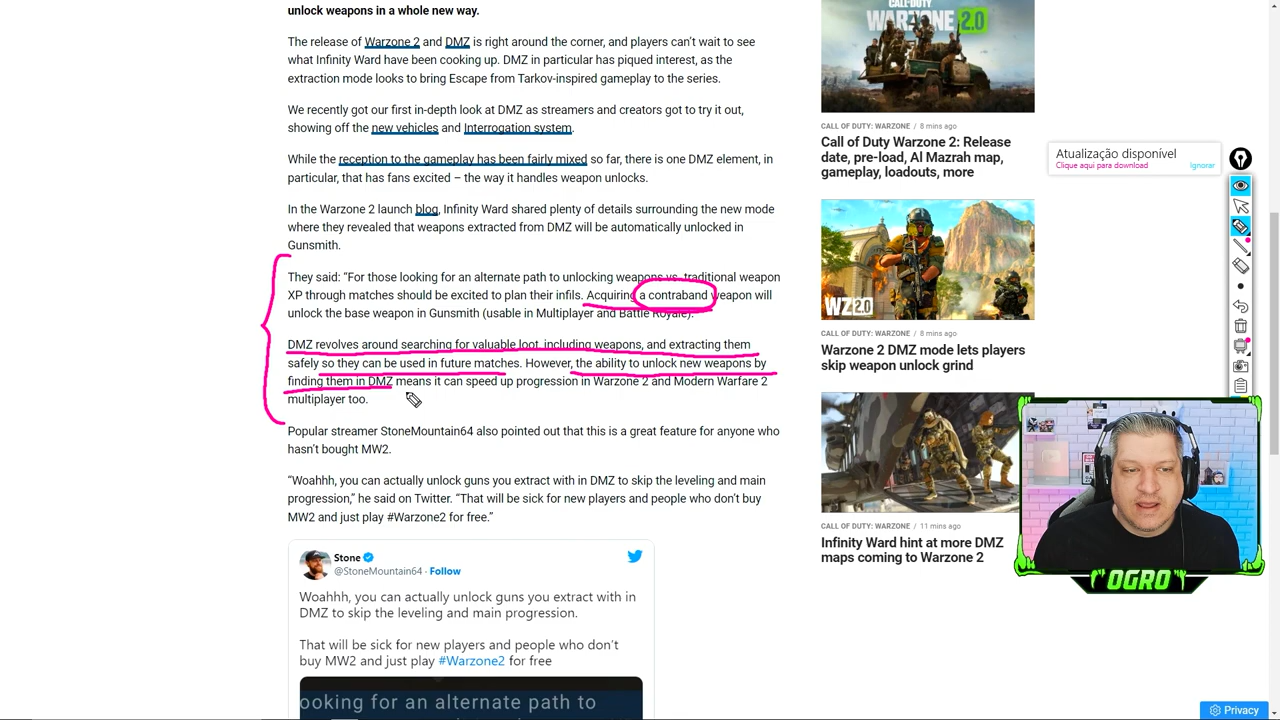 unlock weapons in a whole new way.
The release of Warzone 2 and DMZ is right around the corner, and players can’t wait to see
what Infinity Ward have been cooking up. DMZ in particular has piqued interest, as the
extraction mode looks to bring Escape from Tarkov-inspired gameplay to the series.
We recently got our first in-depth look at DMZ as streamers and creators got to try it out,
showing off the new vehicles and Interrogation system.
While the reception to the gameplay has been fairly mixed so far, there is one DMZ element, in
particular, that has fans excited – the way it handles weapon unlocks.
In the Warzone 2 launch blog, Infinity Ward shared plenty of details surrounding the new mode
where they revealed that weapons extracted from DMZ will be automatically unlocked in
Gunsmith.
They said: “For those looking for an alternate path to unlocking weapons vs. traditional weapon
XP through matches should be excited to plan their infils. Acquiring a contraband weapon will
unlock the base weapon in Gunsmith (usable in Multiplayer and Battle Royale).
DMZ revolves around searching for valuable loot, including weapons, and extracting them
safely so they can be used in future matches. However, the ability to unlock new weapons by
finding them in DMZ means it can speed up progression in Warzone 2 and Modern Warfare 2
multiplayer too.
Popular streamer StoneMountain64 also pointed out that this is a great feature for anyone who
hasn’t bought MW2.
“Woahhh, you can actually unlock guns you extract with in DMZ to skip the leveling and main
progression,” he said on Twitter. “That will be sick for new players and people who don’t buy
MW2 and just play #Warzone2 for free.”
Stone
@StoneMountain64 · Follow
Woahhh, you can actually unlock guns you extract with in
DMZ to skip the leveling and main progression.
That will be sick for new players and people who don’t
buy MW2 and just play #Warzone2 for free
ooking for an alternate path to
CALL OF DUTY
WARZONE 2.0
CALL OF DUTY: WARZONE / 8 mins ago
Call of Duty Warzone 2: Release
date, pre-load, Al Mazrah map,
gameplay, loadouts, more
WZ2.0
CALL OF DUTY: WARZONE / 8 mins ago
Warzone 2 DMZ mode lets players
skip weapon unlock grind
CALL OF DUTY: WARZONE / 11 mins ago
Infinity Ward hint at more DMZ
maps coming to Warzone 2
Atualização disponível
Clique aqui para download
Ignorar
OGRO
Privacy